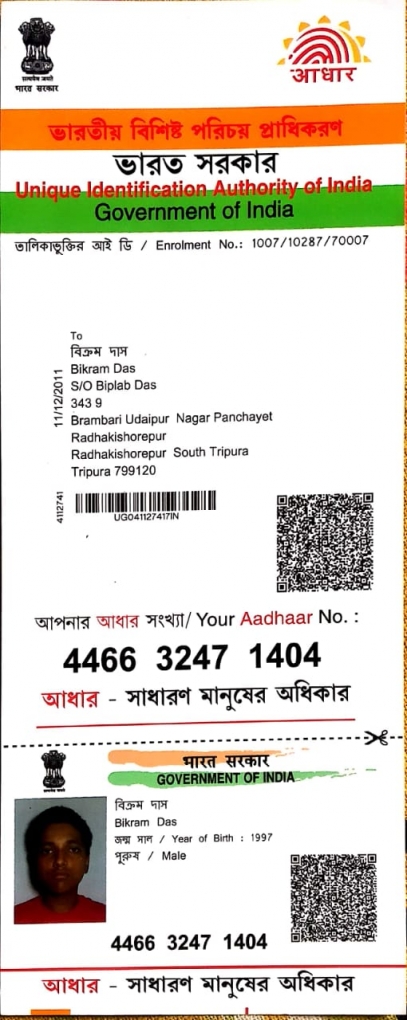 सत्यमेव जयते
भारत सरकार
आधार
ভারতীয় বিশিষ্ট পরিচয় প্রাধিকরণ
ভারত সরকার
Unique Identification Authority of India
Government of India
তালিকাভুক্তির আই ডি / Enrolment No.: 1007/10287/70007
To
বিক্রম দাস
Bikram Das
S/O Biplab Das
343 9
Brambari Udaipur Nagar Panchayet
Radhakishorepur
Radhakishorepur South Tripura
Tripura 799120
11/12/2011
4112741
UG041127417IN
আপনার আধার সংখ্যা/ Your Aadhaar No. :
4466 3247 1404
আধার - সাধারণ মানুষের অধিকার
भारत सरकार
GOVERNMENT OF INDIA
বিক্রম দাস
Bikram Das
জন্ম সাল / Year of Birth : 1997
পুরুষ / Male
4466 3247 1404
আধার - সাধারণ মানুষের অধিকার